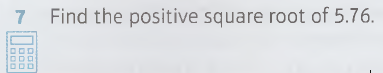 7 Find the positive square root of 5.76.